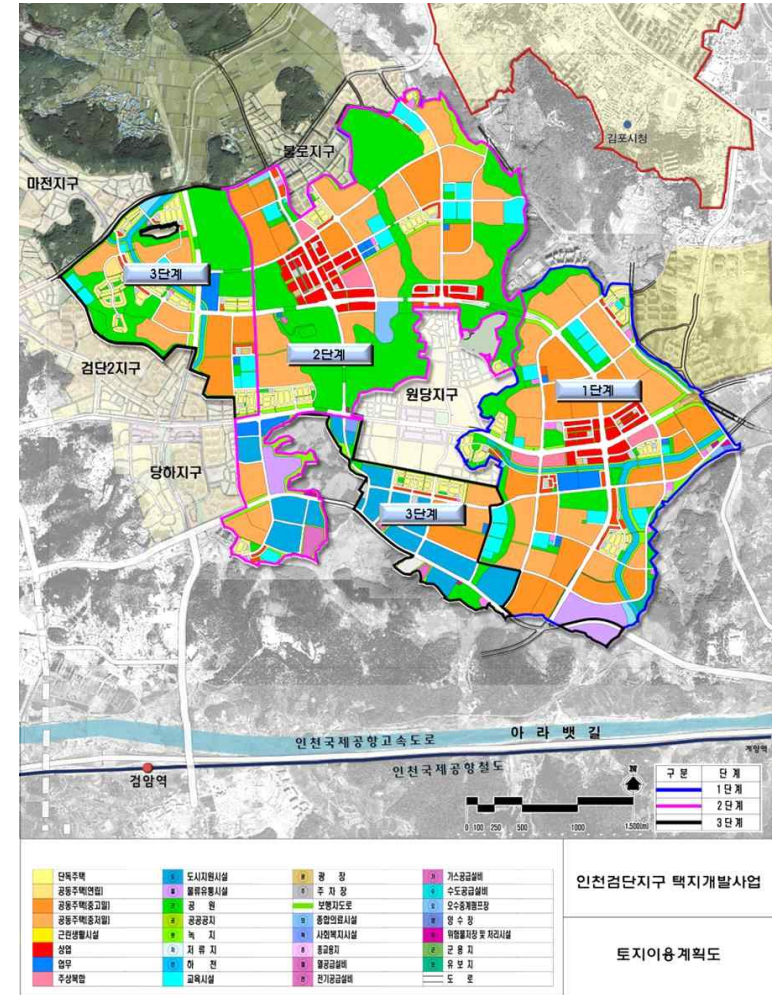 김포시청
불로지구
마전지구
3단계
2단계
검단2지구
원당지구
1단계
당하지구
3단계
아 라 뱃 길
인천국제공항고속도로
계양역
인천국제공항철도
검암역
N
0 100 250 500 1000 1,500(m)
구 분 단 계
1단계
2단계
3단계
단독주택
공동주택(연립)
공동주택(중고밀)
공동주택(중저밀)
근린생활시설
상업
업무
주상복합
도시지원시설
물류유통시설
공 원
공공공지
녹 지
저 류 지
하 천
교육시설
광 장
주 차 장
보행자도로
종합의료시설
사회복지시설
종교용지
열공급설비
전기공급설비
가스공급설비
수도공급설비
오수중계펌프장
위험물저장 및 처리시설
군 용 지
유 보 지
도 로
인천검단지구 택지개발사업
토지이용계획도